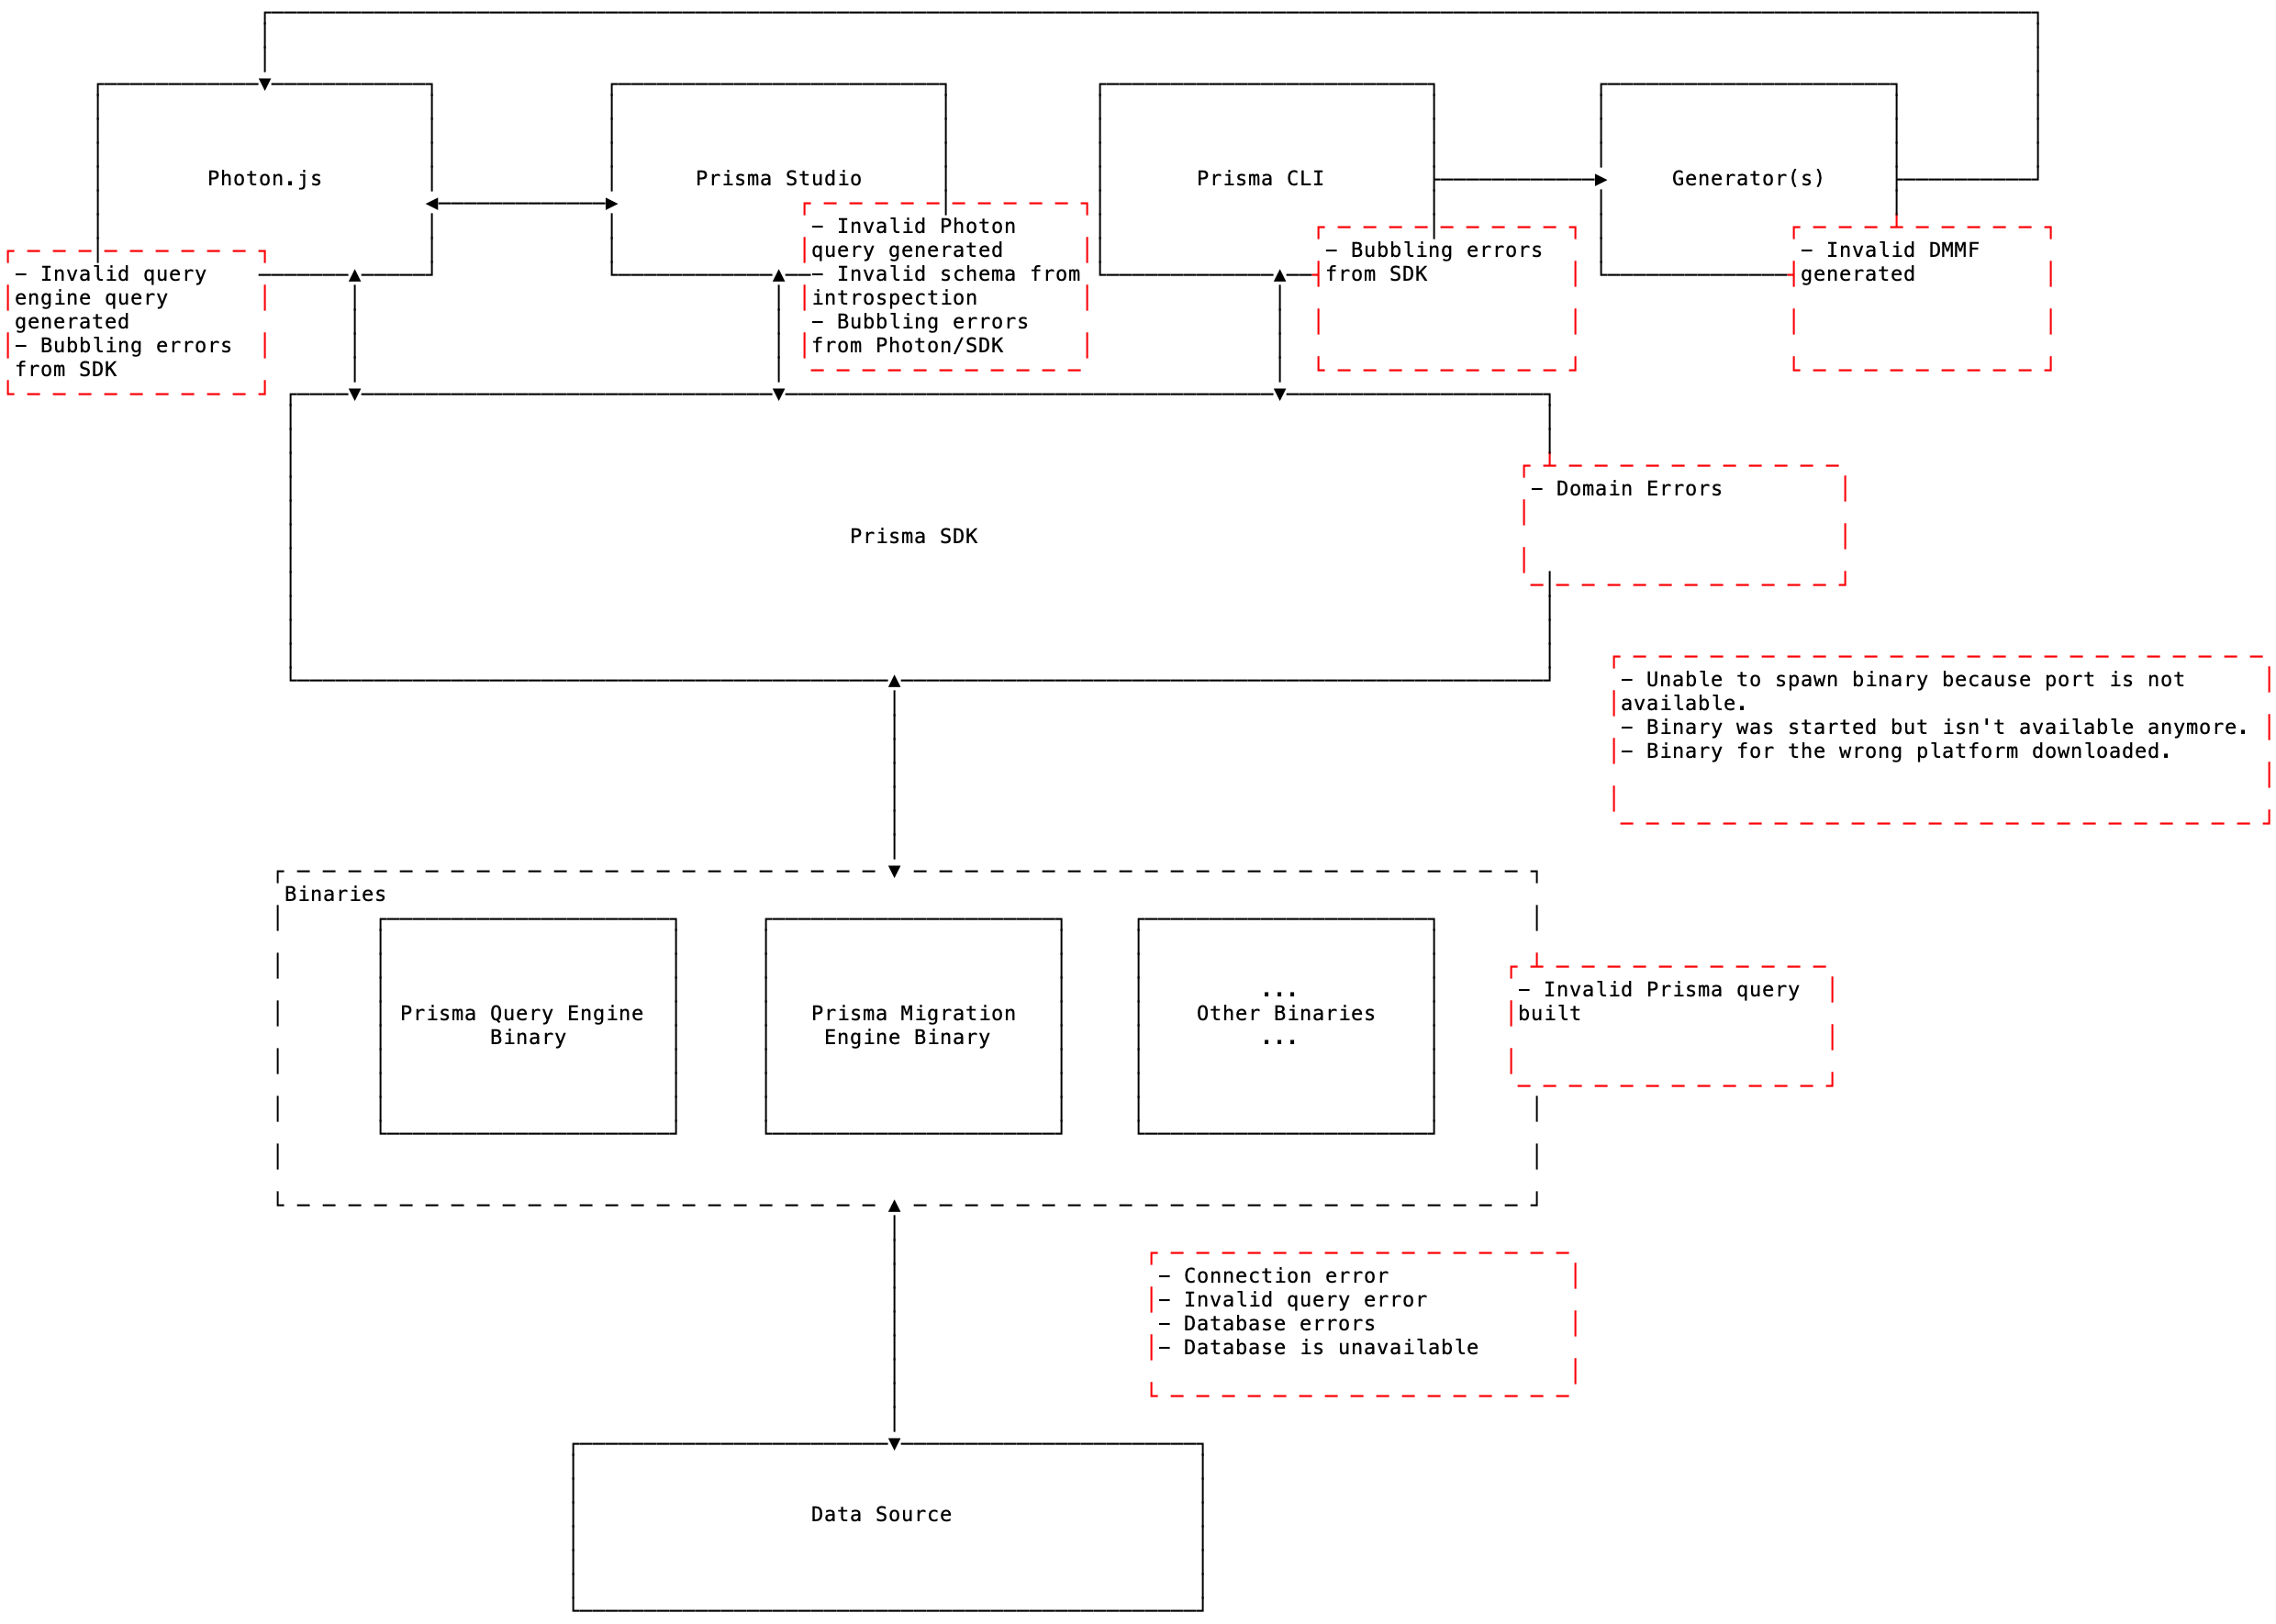 Photon.js
Prisma Studio
Prisma CLI
Generator(s)
- Invalid query
engine query
generated
- Bubbling errors
from SDK
- Invalid Photon
query generated
- Invalid schema from
introspection
- Bubbling errors
from Photon/SDK
- Bubbling errors
from SDK
- Invalid DMMF
generated
- Domain Errors
Prisma SDK
- Unable to spawn binary because port is not
available.
- Binary was started but isn't available anymore.
- Binary for the wrong platform downloaded.
Binaries
Prisma Query Engine
Binary
Prisma Migration
Engine Binary
...
Other Binaries
...
- Invalid Prisma query
built
- Connection error
- Invalid query error
- Database errors
- Database is unavailable
Data Source